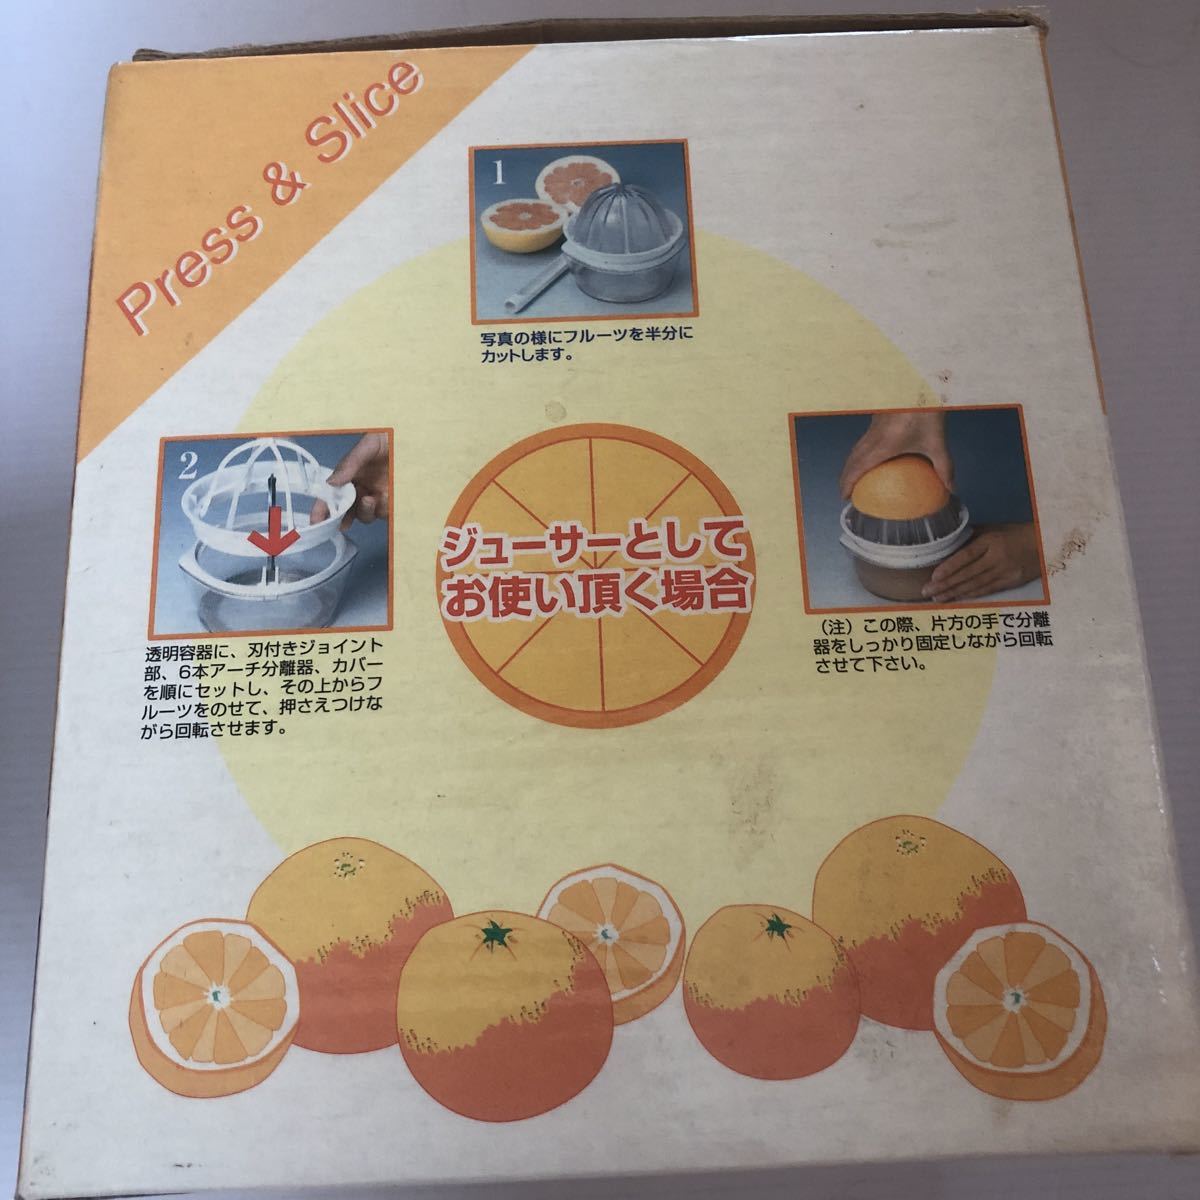 Press & Slice
1
写真の様にフルーツを半分に
カットします。
2
透明容器に、刃付きジョイント
部、6本アーチ分離器、カバー
を順にセットし、その上からフ
ルーツをのせて、押さえつけな
がら回転させます。
ジューサーとして
お使い頂く場合
（注）この際、片方の手で分離
器をしっかり固定しながら回転
させて下さい。